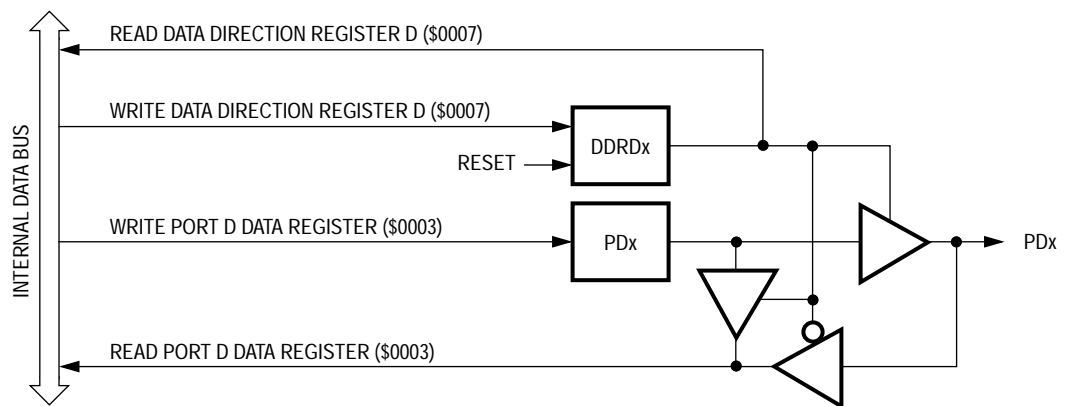 READ DATA DIRECTION REGISTER D ($0007)
WRITE DATA DIRECTION REGISTER D ($0007)
RESET
DDRDx
INTERNAL DATA BUS
WRITE PORT D DATA REGISTER ($0003)
PDx
PDx
READ PORT D DATA REGISTER ($0003)